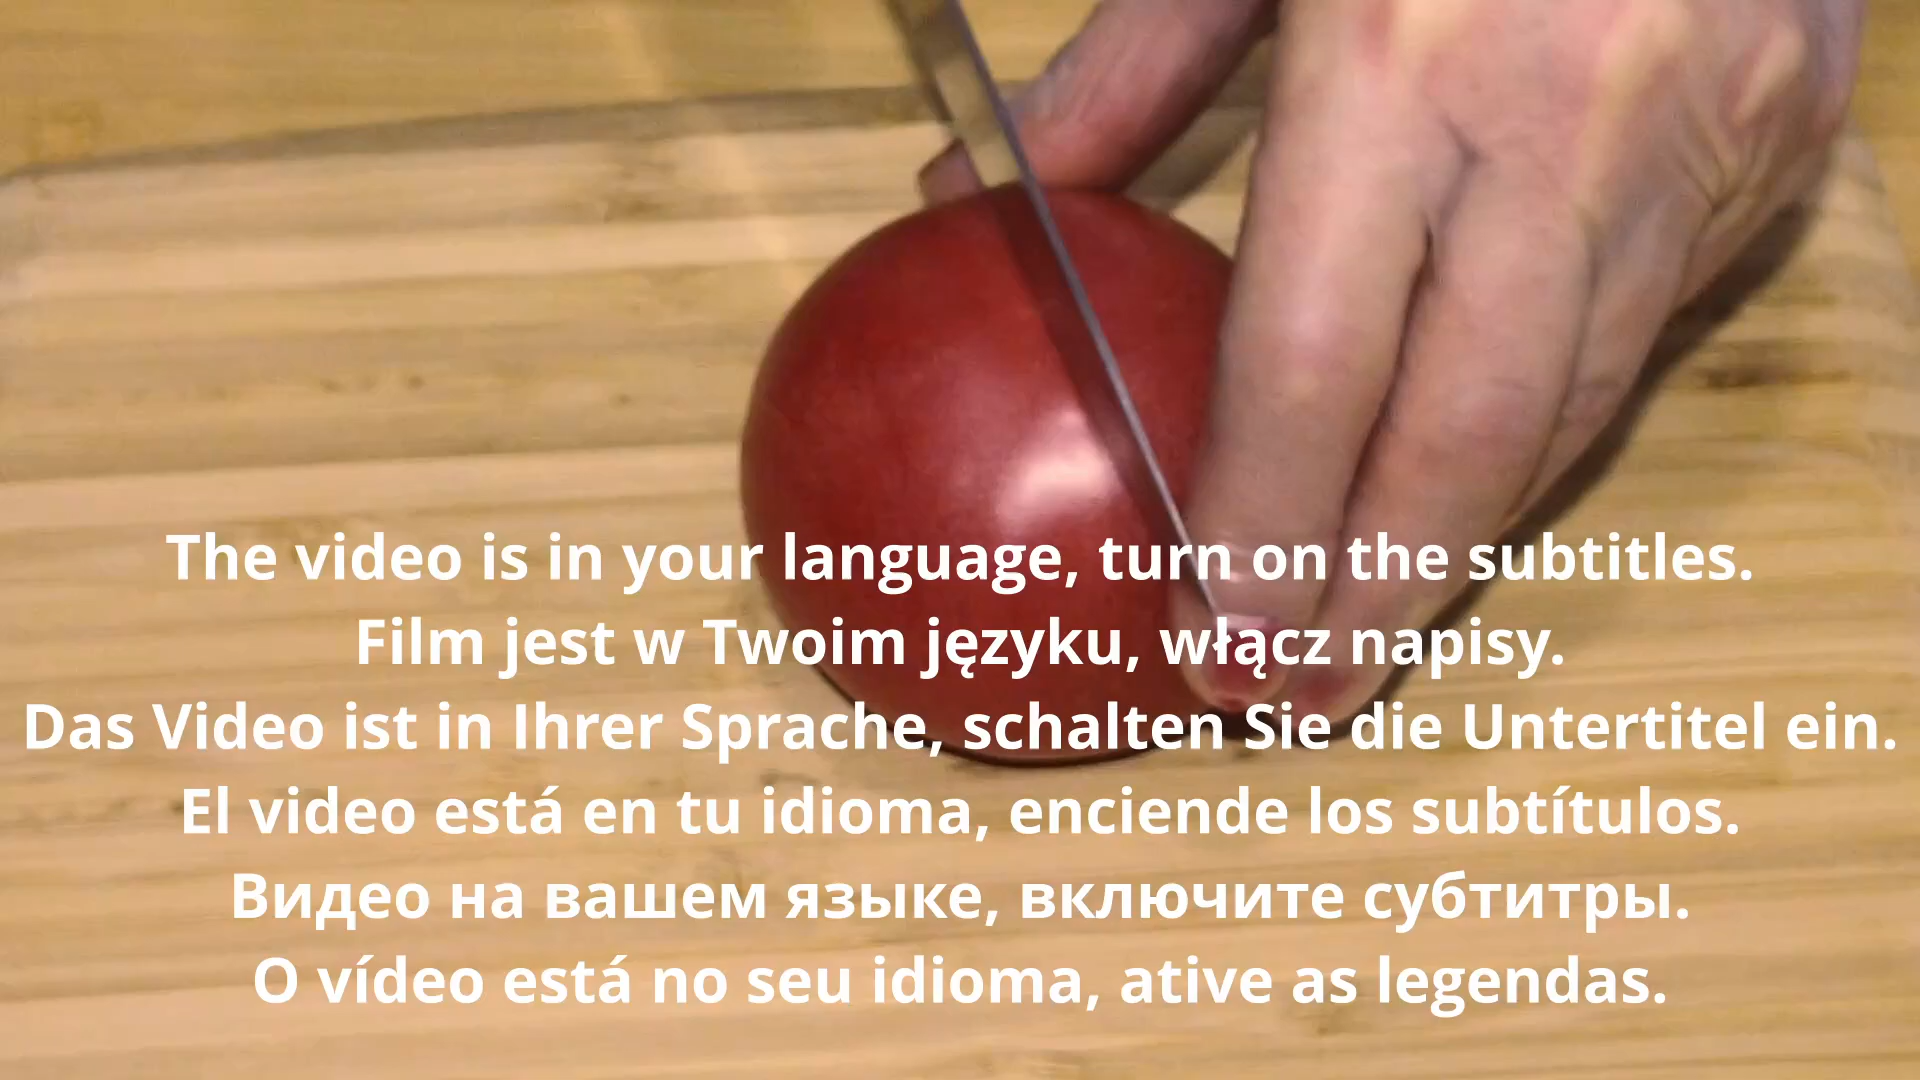 The video is in your language, turn on the subtitles.
Film jest w Twoim języku, włącz napisy.
Das Video ist in Ihrer Sprache, schalten Sie die Untertitel ein.
El video está en tu idioma, enciende los subtítulos.
Видео на вашем языке, включите субтитры.
O vídeo está no seu idioma, ative as legendas.